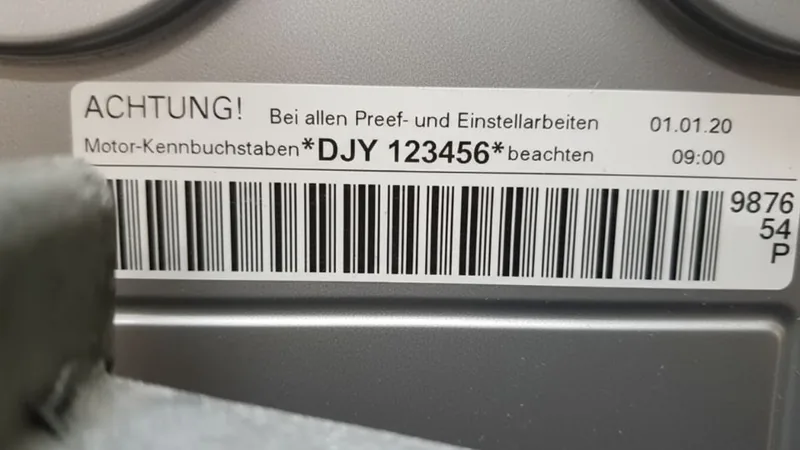 ACHTUNG! Bei allen Preef- und Einstellarbeiten 01.01.20
Motor-Kennbuchstaben *DJY 123456* beachten 09:00
9876
54
P